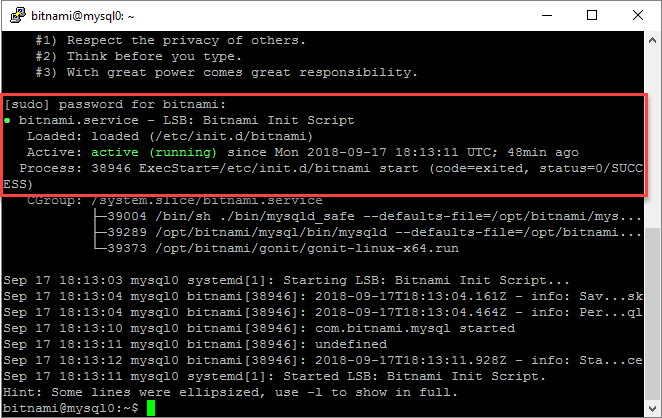 bitnami@mysql0: ~
#1) Respect the privacy of others.
#2) Think before you type.
#3) With great power comes great responsibility.
[sudo] password for bitnami:
● bitnami.service - LSB: Bitnami Init Script
Loaded: loaded (/etc/init.d/bitnami)
Active: active (running) since Mon 2018-09-17 18:13:11 UTC; 48min ago
Process: 38946 ExecStart=/etc/init.d/bitnami start (code=exited, status=0/SUCC
ESS)
CGroup: /system.slice/bitnami.service
├─39004 /bin/sh ./bin/mysqld_safe --defaults-file=/opt/bitnami/mys...
├─39289 /opt/bitnami/mysql/bin/mysqld --defaults-file=/opt/bitnami...
└─39373 /opt/bitnami/gonit/gonit-linux-x64.run
Sep 17 18:13:03 mysql0 systemd[1]: Starting LSB: Bitnami Init Script...
Sep 17 18:13:04 mysql0 bitnami[38946]: 2018-09-17T18:13:04.161Z - info: Sav...sk
Sep 17 18:13:04 mysql0 bitnami[38946]: 2018-09-17T18:13:04.464Z - info: Per...ql
Sep 17 18:13:10 mysql0 bitnami[38946]: com.bitnami.mysql started
Sep 17 18:13:11 mysql0 bitnami[38946]: undefined
Sep 17 18:13:12 mysql0 bitnami[38946]: 2018-09-17T18:13:11.928Z - info: Sta...ce
Sep 17 18:13:11 mysql0 systemd[1]: Started LSB: Bitnami Init Script.
Hint: Some lines were ellipsized, use -l to show in full.
bitnami@mysql0:~$